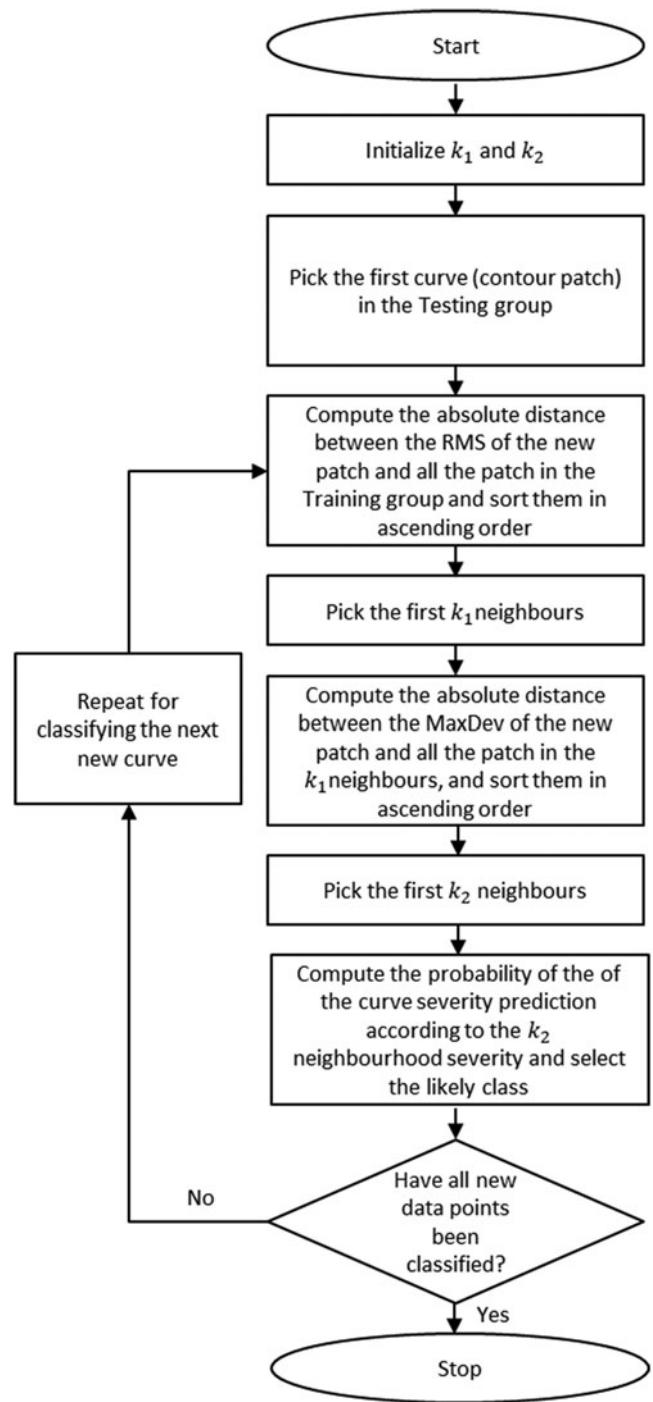 Start
Initialize k₁ and k₂
Pick the first curve (contour patch)
in the Testing group
Compute the absolute distance
between the RMS of the new
patch and all the patch in the
Training group and sort them in
ascending order
Pick the first k₁ neighbours
Repeat for
classifying the next
new curve
Compute the absolute distance
between the MaxDev of the new
patch and all the patch in the
k₁ neighbours, and sort them in
ascending order
Pick the first k₂ neighbours
Compute the probability of the of
the curve severity prediction
according to the k₂
neighbourhood severity and select
the likely class
Have all new
data points
been
classified?
No
Yes
Stop